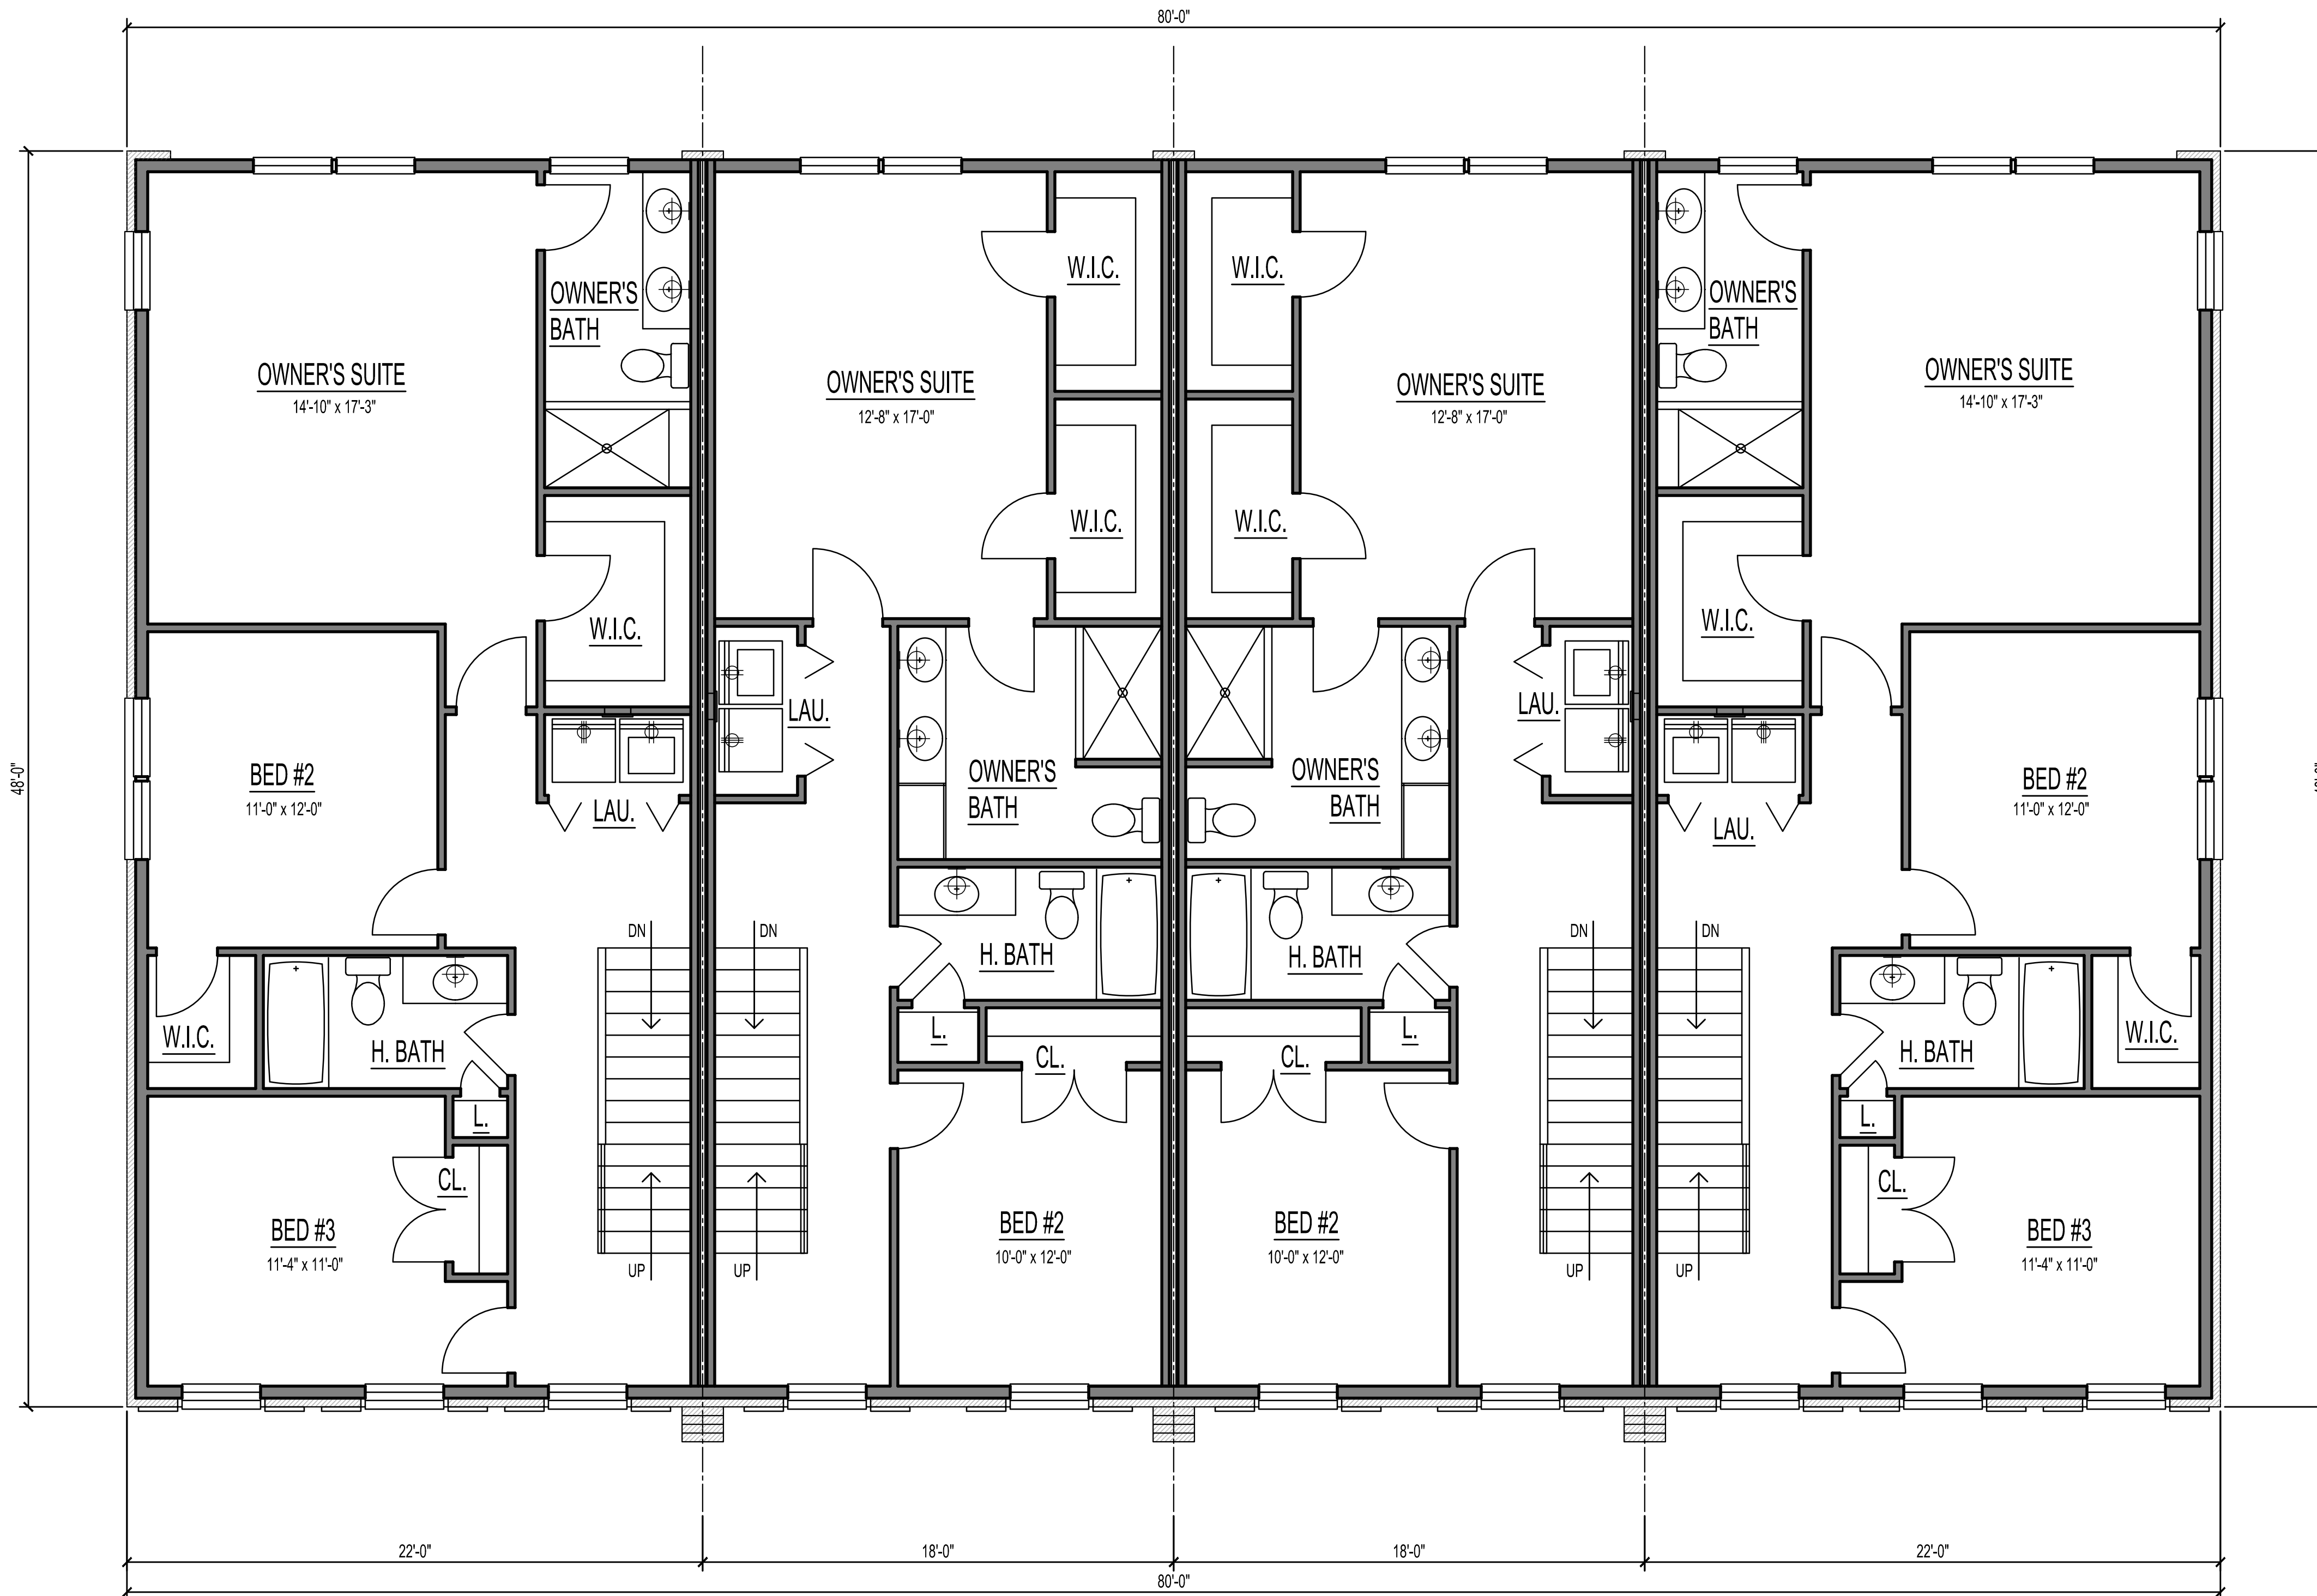 80'-0"
W.I.C.
W.I.C.
OWNER'S
BATH
OWNER'S
BATH
OWNER'S SUITE
14'-10" x 17'-3"
OWNER'S SUITE
12'-8" x 17'-0"
OWNER'S SUITE
12'-8" x 17'-0"
OWNER'S SUITE
14'-10" x 17'-3"
W.I.C.
W.I.C.
W.I.C.
W.I.C.
LAU.
LAU.
48'-0"
BED #2
11'-0" x 12'-0"
LAU.
OWNER'S
BATH
OWNER'S
BATH
LAU.
BED #2
11'-0" x 12'-0"
DN
DN
DN
DN
H. BATH
H. BATH
W.I.C.
H. BATH
L.
CL.
CL.
L.
H. BATH
W.I.C.
L.
L.
CL.
CL.
BED #3
11'-4" x 11'-0"
BED #2
10'-0" x 12'-0"
BED #2
10'-0" x 12'-0"
BED #3
11'-4" x 11'-0"
UP
UP
UP
UP
22'-0"
18'-0"
18'-0"
22'-0"
80'-0"